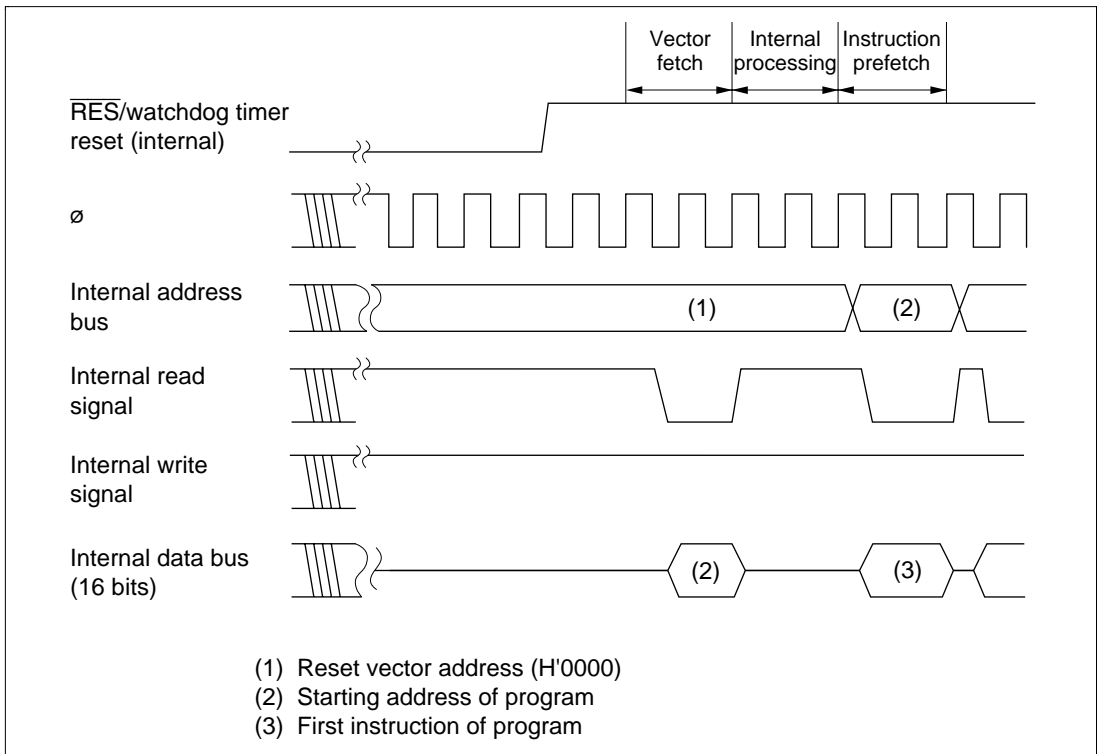 Vector fetch
Internal processing
Instruction prefetch
R̅E̅S̅/watchdog timer
reset (internal)
ø
Internal address
bus
(1)
(2)
Internal read
signal
Internal write
signal
Internal data bus
(16 bits)
(2)
(3)
(1) Reset vector address (H'0000)
(2) Starting address of program
(3) First instruction of program